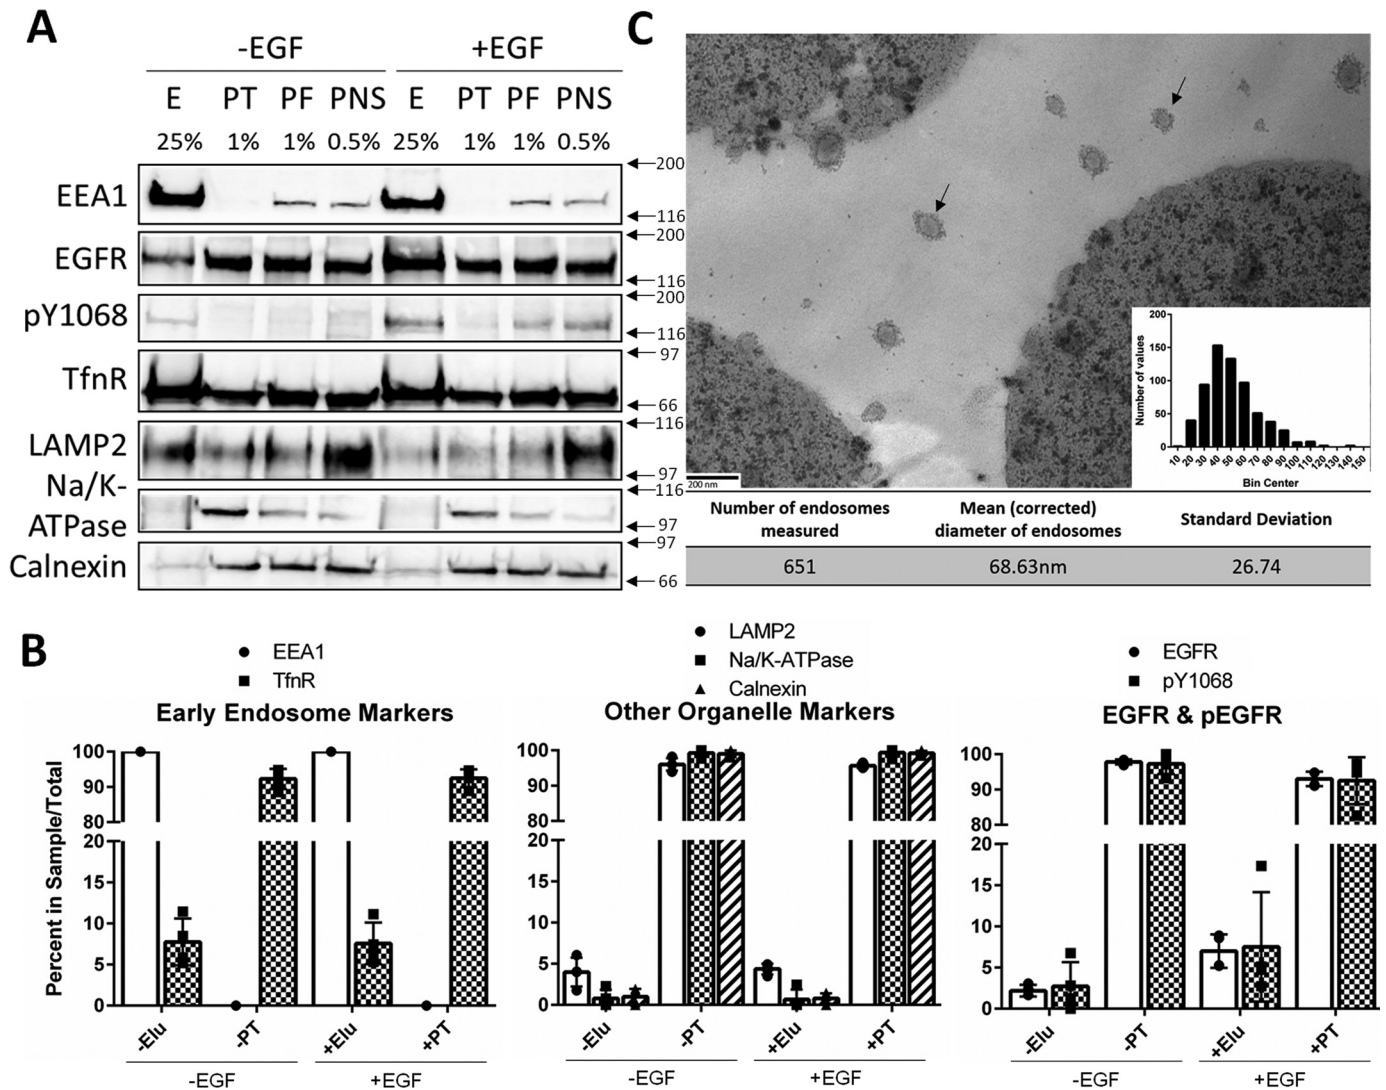 A
-EGF +EGF
E PT PF PNS E PT PF PNS
25% 1% 1% 0.5% 25% 1% 1% 0.5%
EEA1
200
116
EGFR
200
116
pY1068
200
116
TfnR
97
66
LAMP2
116
97
Na/K-
ATPase
116
97
Calnexin
97
66
C
200 nm
Number of values
200
150
100
50
0
10 20 30 40 50 60 70 80 90 100 110 120 130 140 150
Bin Center
Number of endosomes measured Mean (corrected) diameter of endosomes Standard Deviation
651 68.63nm 26.74
B
EEA1
TfnR
Early Endosome Markers
Percent in Sample/Total
100
90
80
20
15
10
5
0
-Elu -PT +Elu +PT
-EGF +EGF
LAMP2
Na/K-ATPase
Calnexin
Other Organelle Markers
100
90
80
20
15
10
5
0
-Elu -PT +Elu +PT
-EGF +EGF
EGFR
pY1068
EGFR & pEGFR
100
90
80
20
15
10
5
0
-Elu -PT +Elu +PT
-EGF +EGF